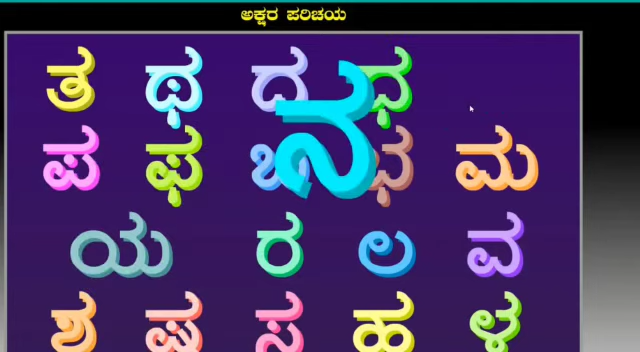 ಅಕ್ಷರ ಪರಿಚಯ
ತ ಥ ದ ಧ ನ
ಪ ಫ ಬ ಭ ಮ
ಯ ರ ಲ ವ
ಶ ಷ ಸ ಹ ಳ